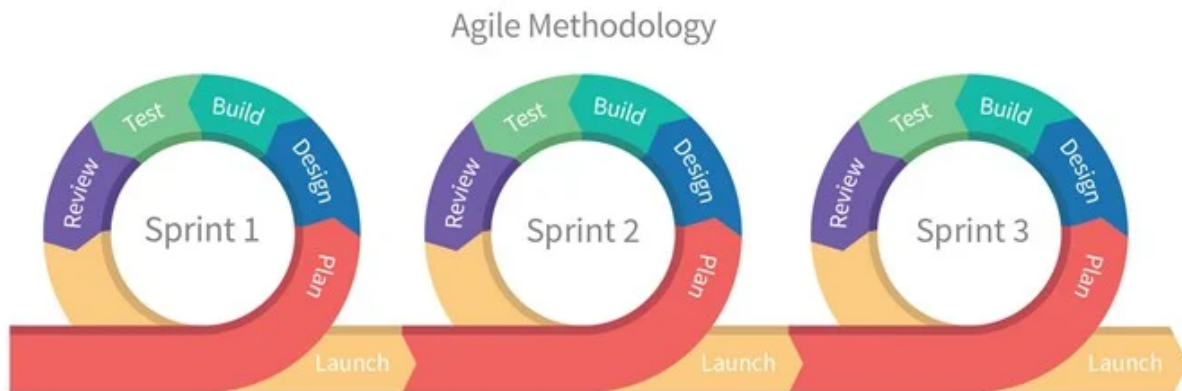 Agile Methodology
Test
Build
Review
Design
Sprint 1
Plan
Launch
Test
Build
Review
Design
Sprint 2
Plan
Launch
Test
Build
Review
Design
Sprint 3
Plan
Launch